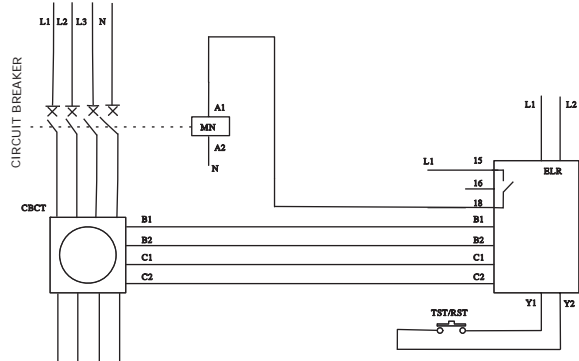 L1 L2 L3 N
CIRCUIT BREAKER
A1
MN
A2
N
L1 L2
ELR
L1 15
16
18
CBCT
B1 B1
B2 B2
C1 C1
C2 C2
Y1 Y2
TST/RST